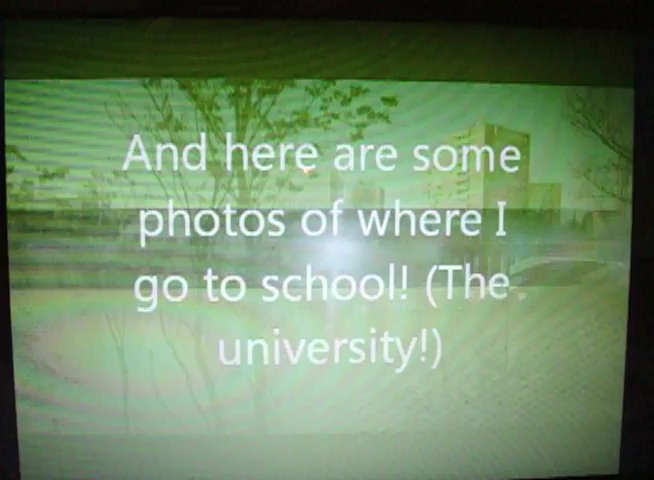 And here are some
photos of where I
go to school! (The
university!)